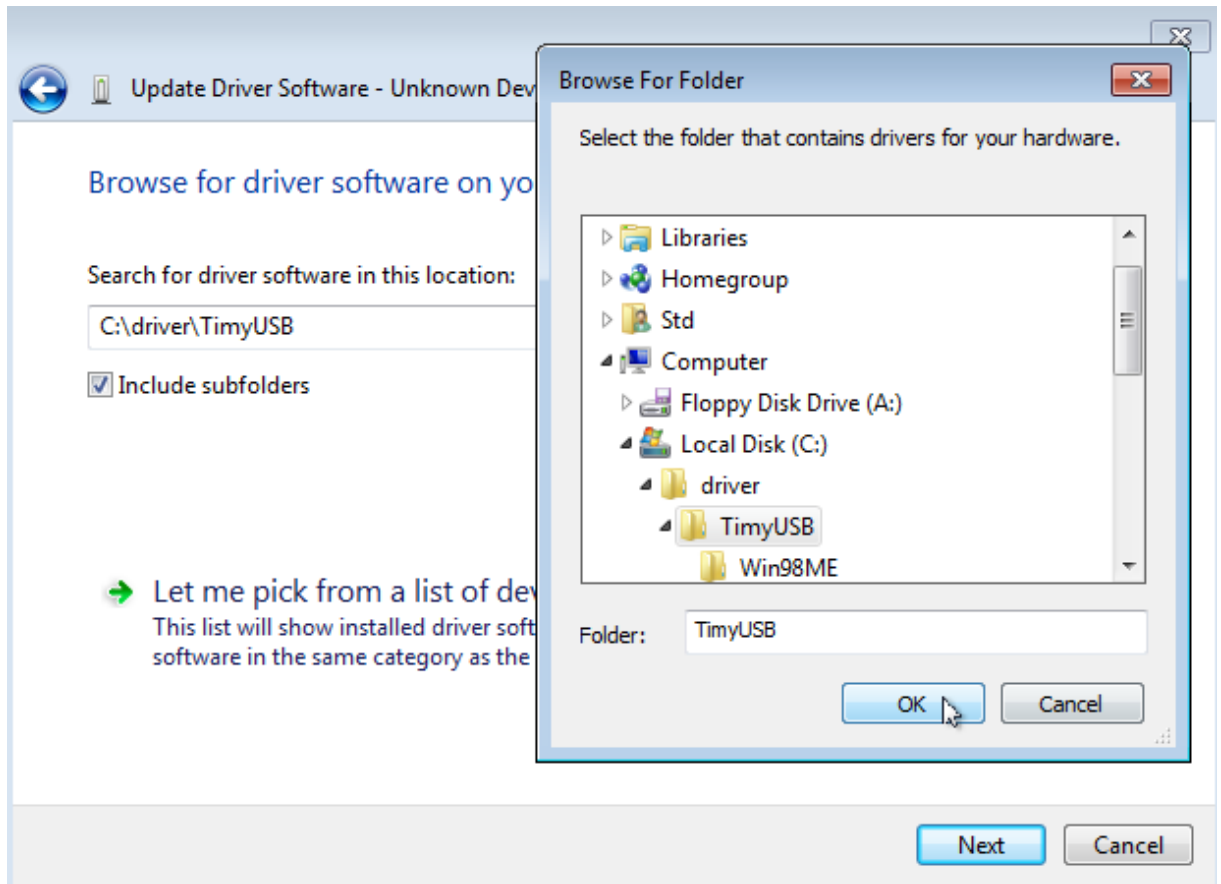 Update Driver Software - Unknown Dev
Browse for driver software on yo
Search for driver software in this location:
C:\driver\TimyUSB
Include subfolders
Let me pick from a list of dev
This list will show installed driver soft
software in the same category as the
Browse For Folder
Select the folder that contains drivers for your hardware.
Libraries
Homegroup
Std
Computer
Floppy Disk Drive (A:)
Local Disk (C:)
driver
TimyUSB
Win98ME
Folder:
TimyUSB
OK
Cancel
Next
Cancel